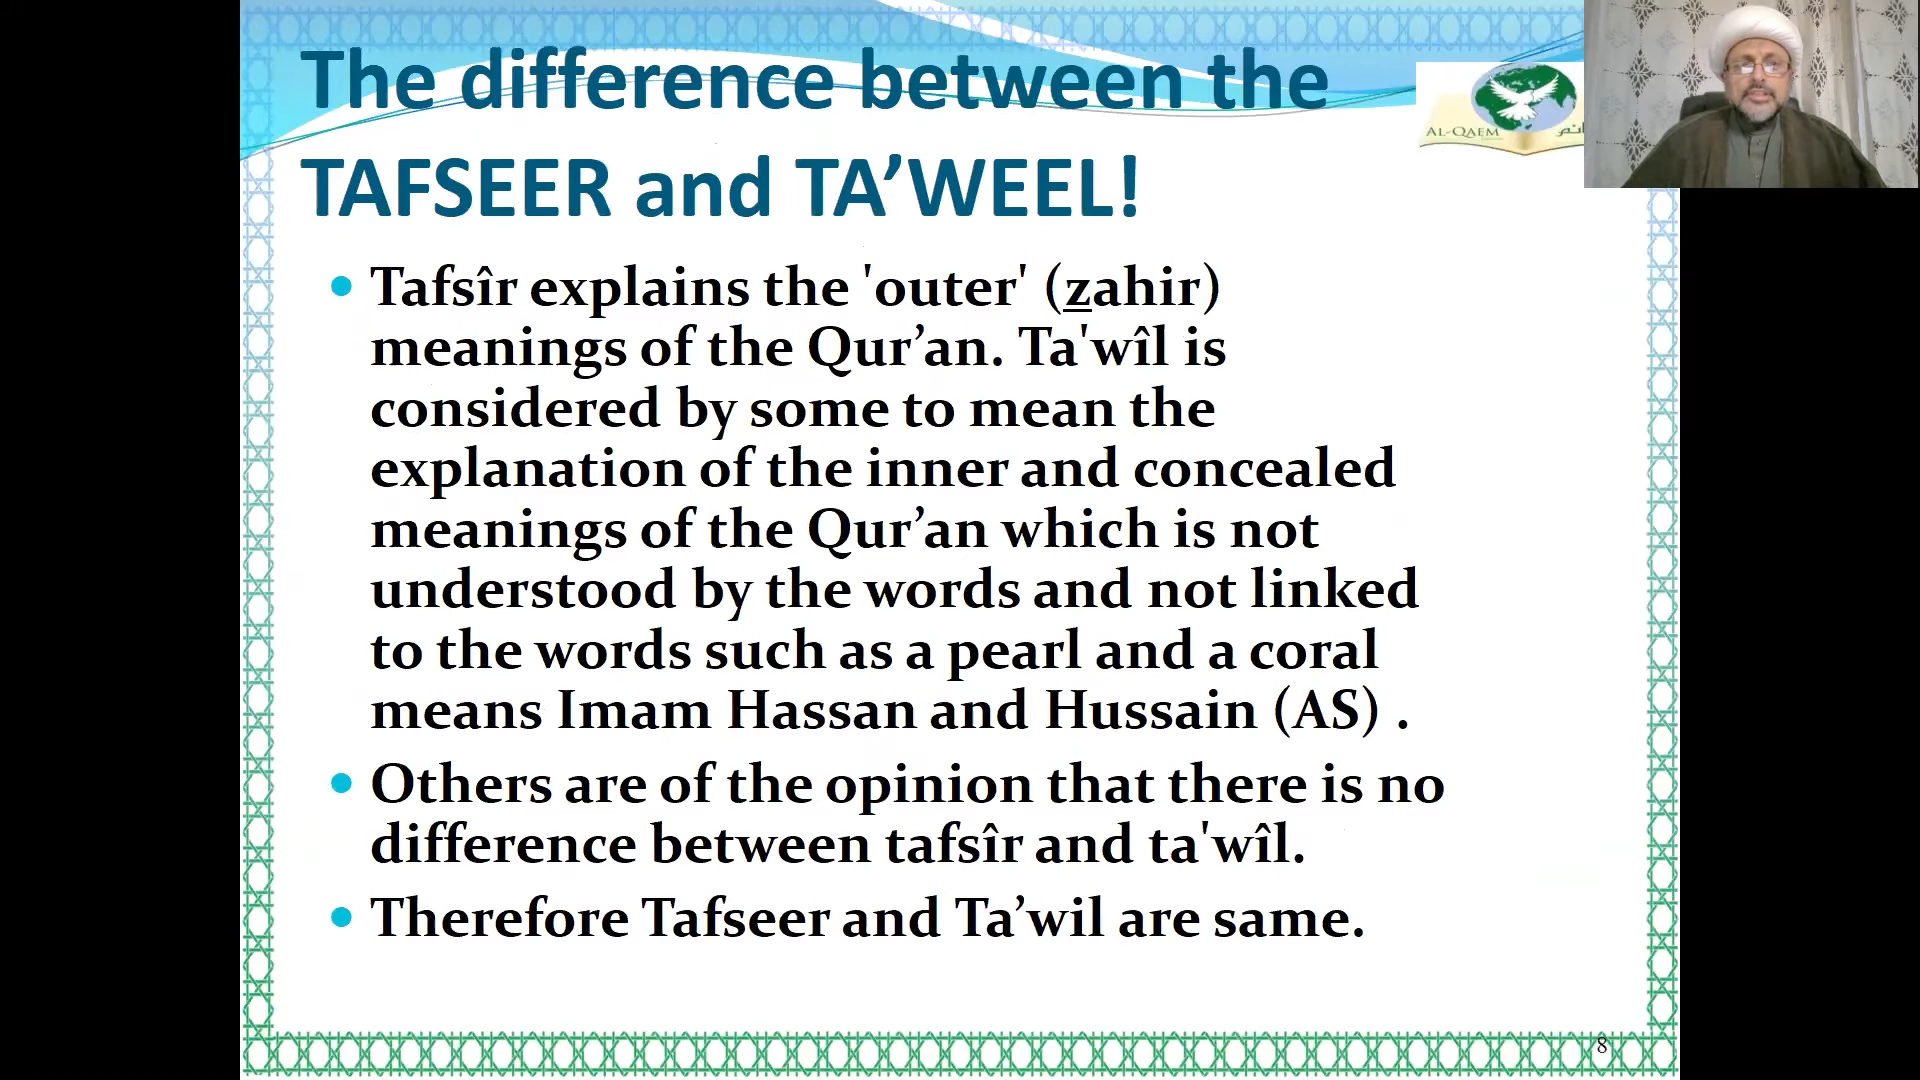 The difference between the
TAFSEER and TA’WEEL!
AL-QAEM
• Tafsîr explains the 'outer' (zahir)
meanings of the Qur’an. Ta'wîl is
considered by some to mean the
explanation of the inner and concealed
meanings of the Qur’an which is not
understood by the words and not linked
to the words such as a pearl and a coral
means Imam Hassan and Hussain (AS) .
• Others are of the opinion that there is no
difference between tafsîr and ta'wîl.
• Therefore Tafseer and Ta’wil are same.
8